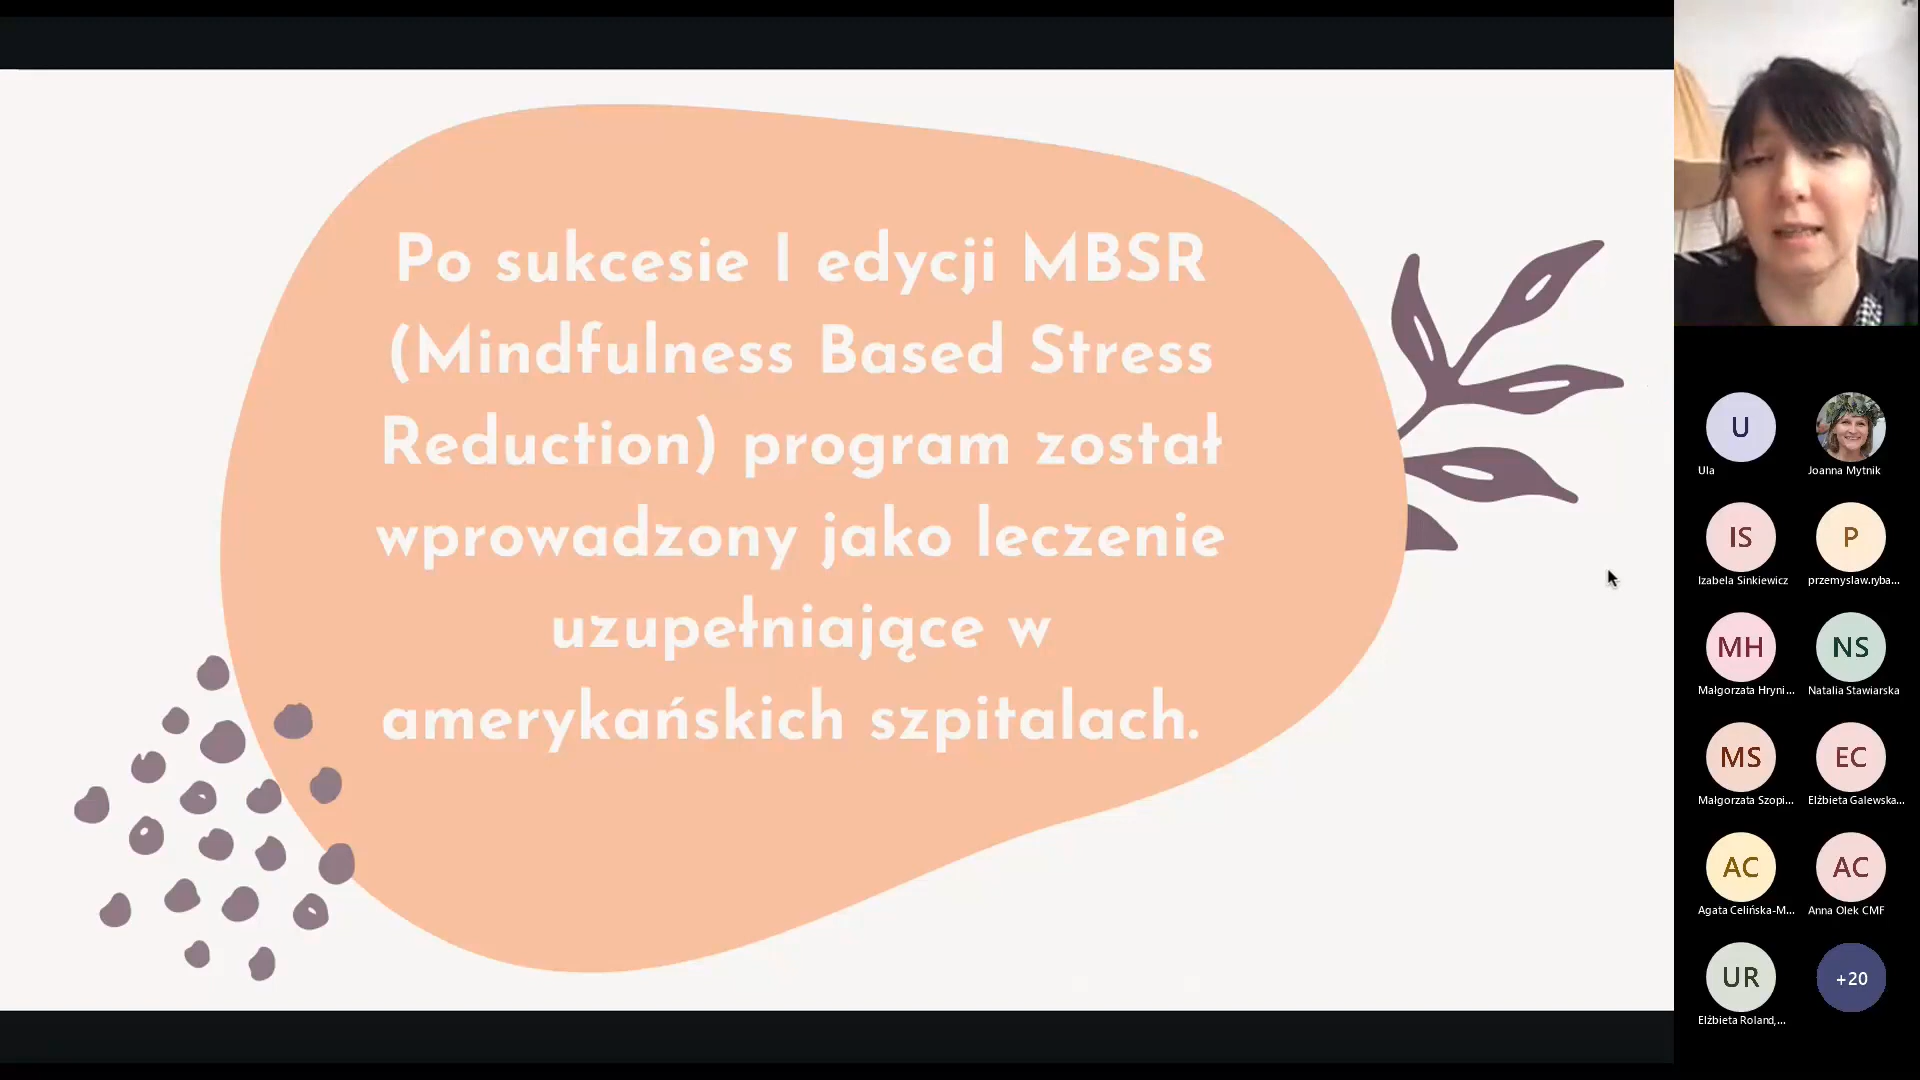 Po sukcesie I edycji MBSR
(Mindfulness Based Stress
Reduction) program został
wprowadzony jako leczenie
uzupełniające w
amerykańskich szpitalach.
U
Ula
Joanna Mytnik
IS
Izabela Sinkiewicz
P
przemyslaw.ryba...
MH
Małgorzata Hryni...
NS
Natalia Stawiarska
MS
Małgorzata Szopi...
EC
Elżbieta Galewska...
AC
Agata Celińska-M...
AC
Anna Olek CMF
UR
Elżbieta Roland,...
+20